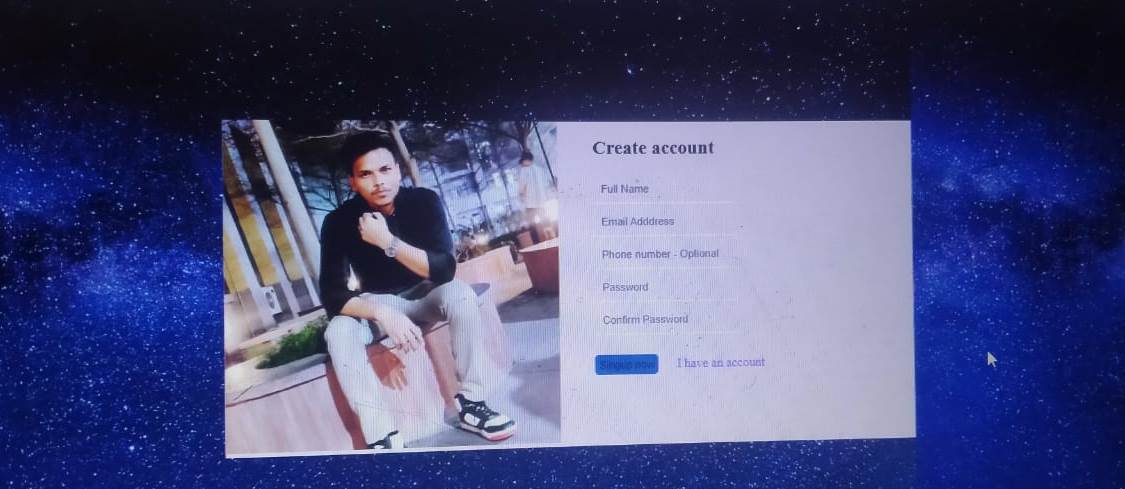 Create account
Full Name
Email Adddress
Phone number - Optional
Password
Confirm Password
Singup now I have an account